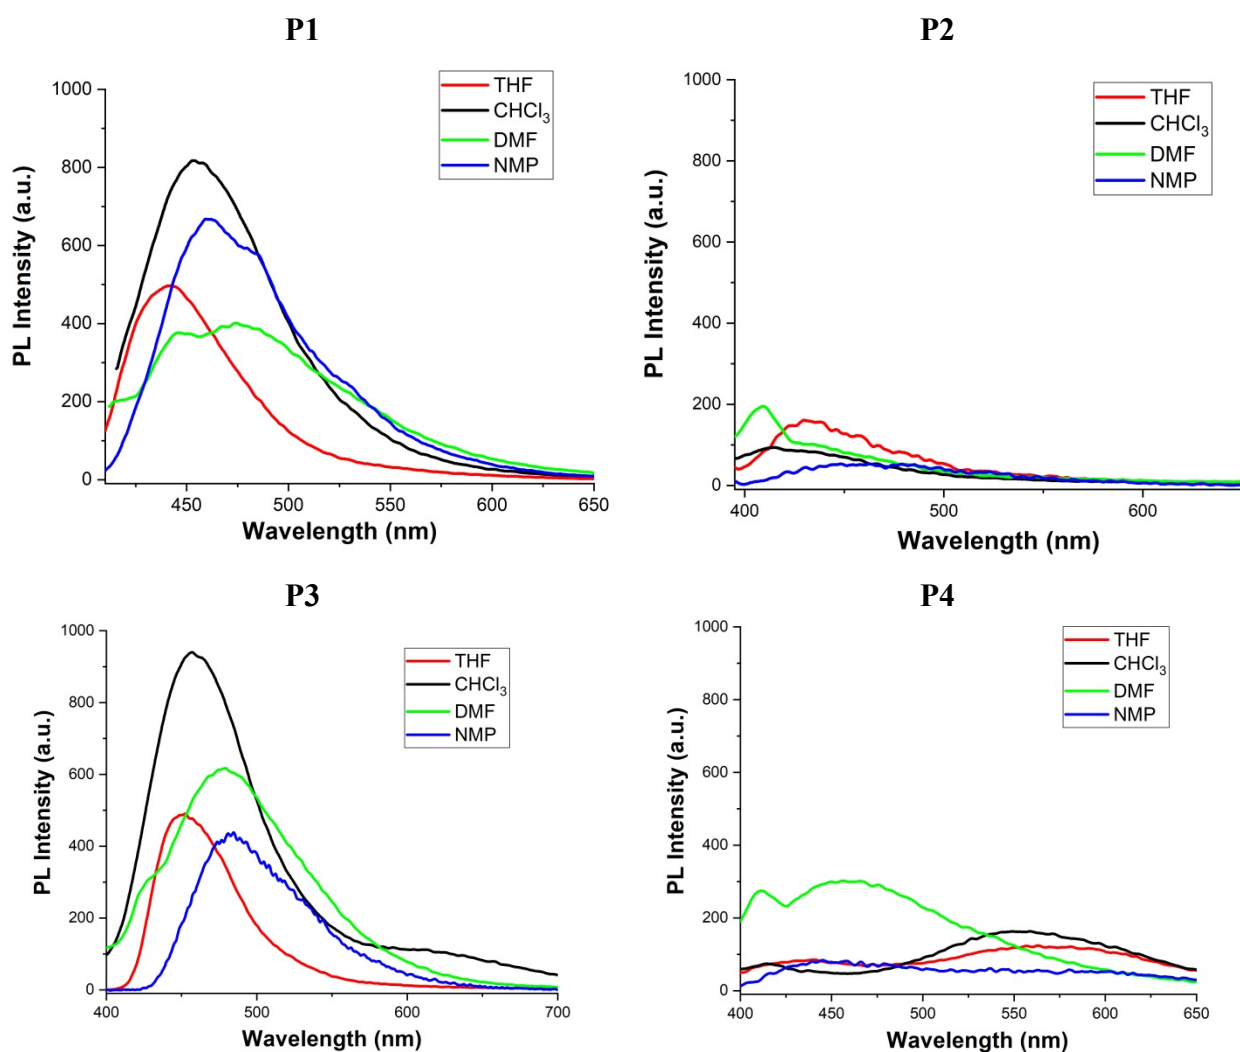 P1
PL Intensity (a.u.)
1000
800
600
400
200
0
450 500 550 600 650
Wavelength (nm)
THF
CHCl₃
DMF
NMP
P2
PL Intensity (a.u.)
1000
800
600
400
200
0
400 500 600
Wavelength (nm)
THF
CHCl₃
DMF
NMP
P3
PL Intensity (a.u.)
1000
800
600
400
200
0
400 450 500 550 600 700
Wavelength (nm)
THF
CHCl₃
DMF
NMP
P4
PL Intensity (a.u.)
1000
800
600
400
200
0
400 450 500 550 600 650
Wavelength (nm)
THF
CHCl₃
DMF
NMP